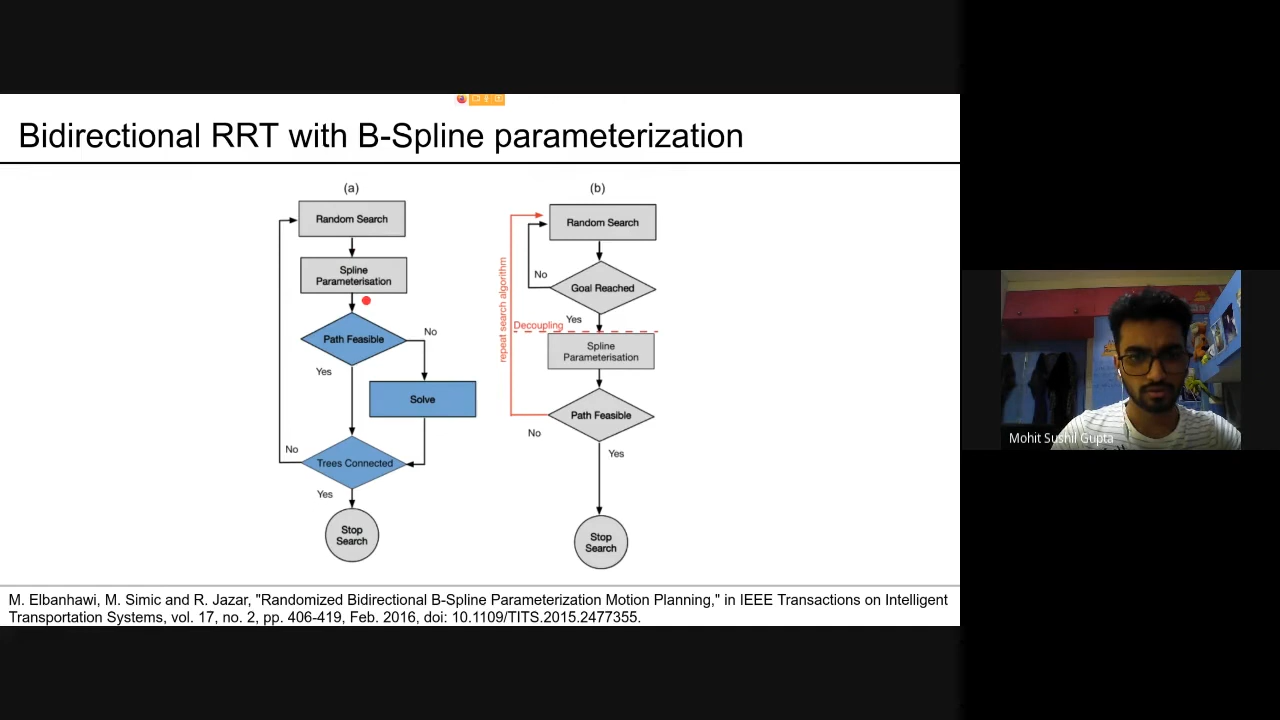 Bidirectional RRT with B-Spline parameterization
(a)
Random Search
Spline
Parameterisation
Path Feasible
No
Yes
Solve
No
Trees Connected
Yes
Stop
Search
(b)
Random Search
No
Goal Reached
repeat search algorithm
Yes
Decoupling
Spline
Parameterisation
Path Feasible
No
Yes
Stop
Search
M. Elbanhawi, M. Simic and R. Jazar, "Randomized Bidirectional B-Spline Parameterization Motion Planning," in IEEE Transactions on Intelligent
Transportation Systems, vol. 17, no. 2, pp. 406-419, Feb. 2016, doi: 10.1109/TITS.2015.2477355.
Mohit Sushil Gupta